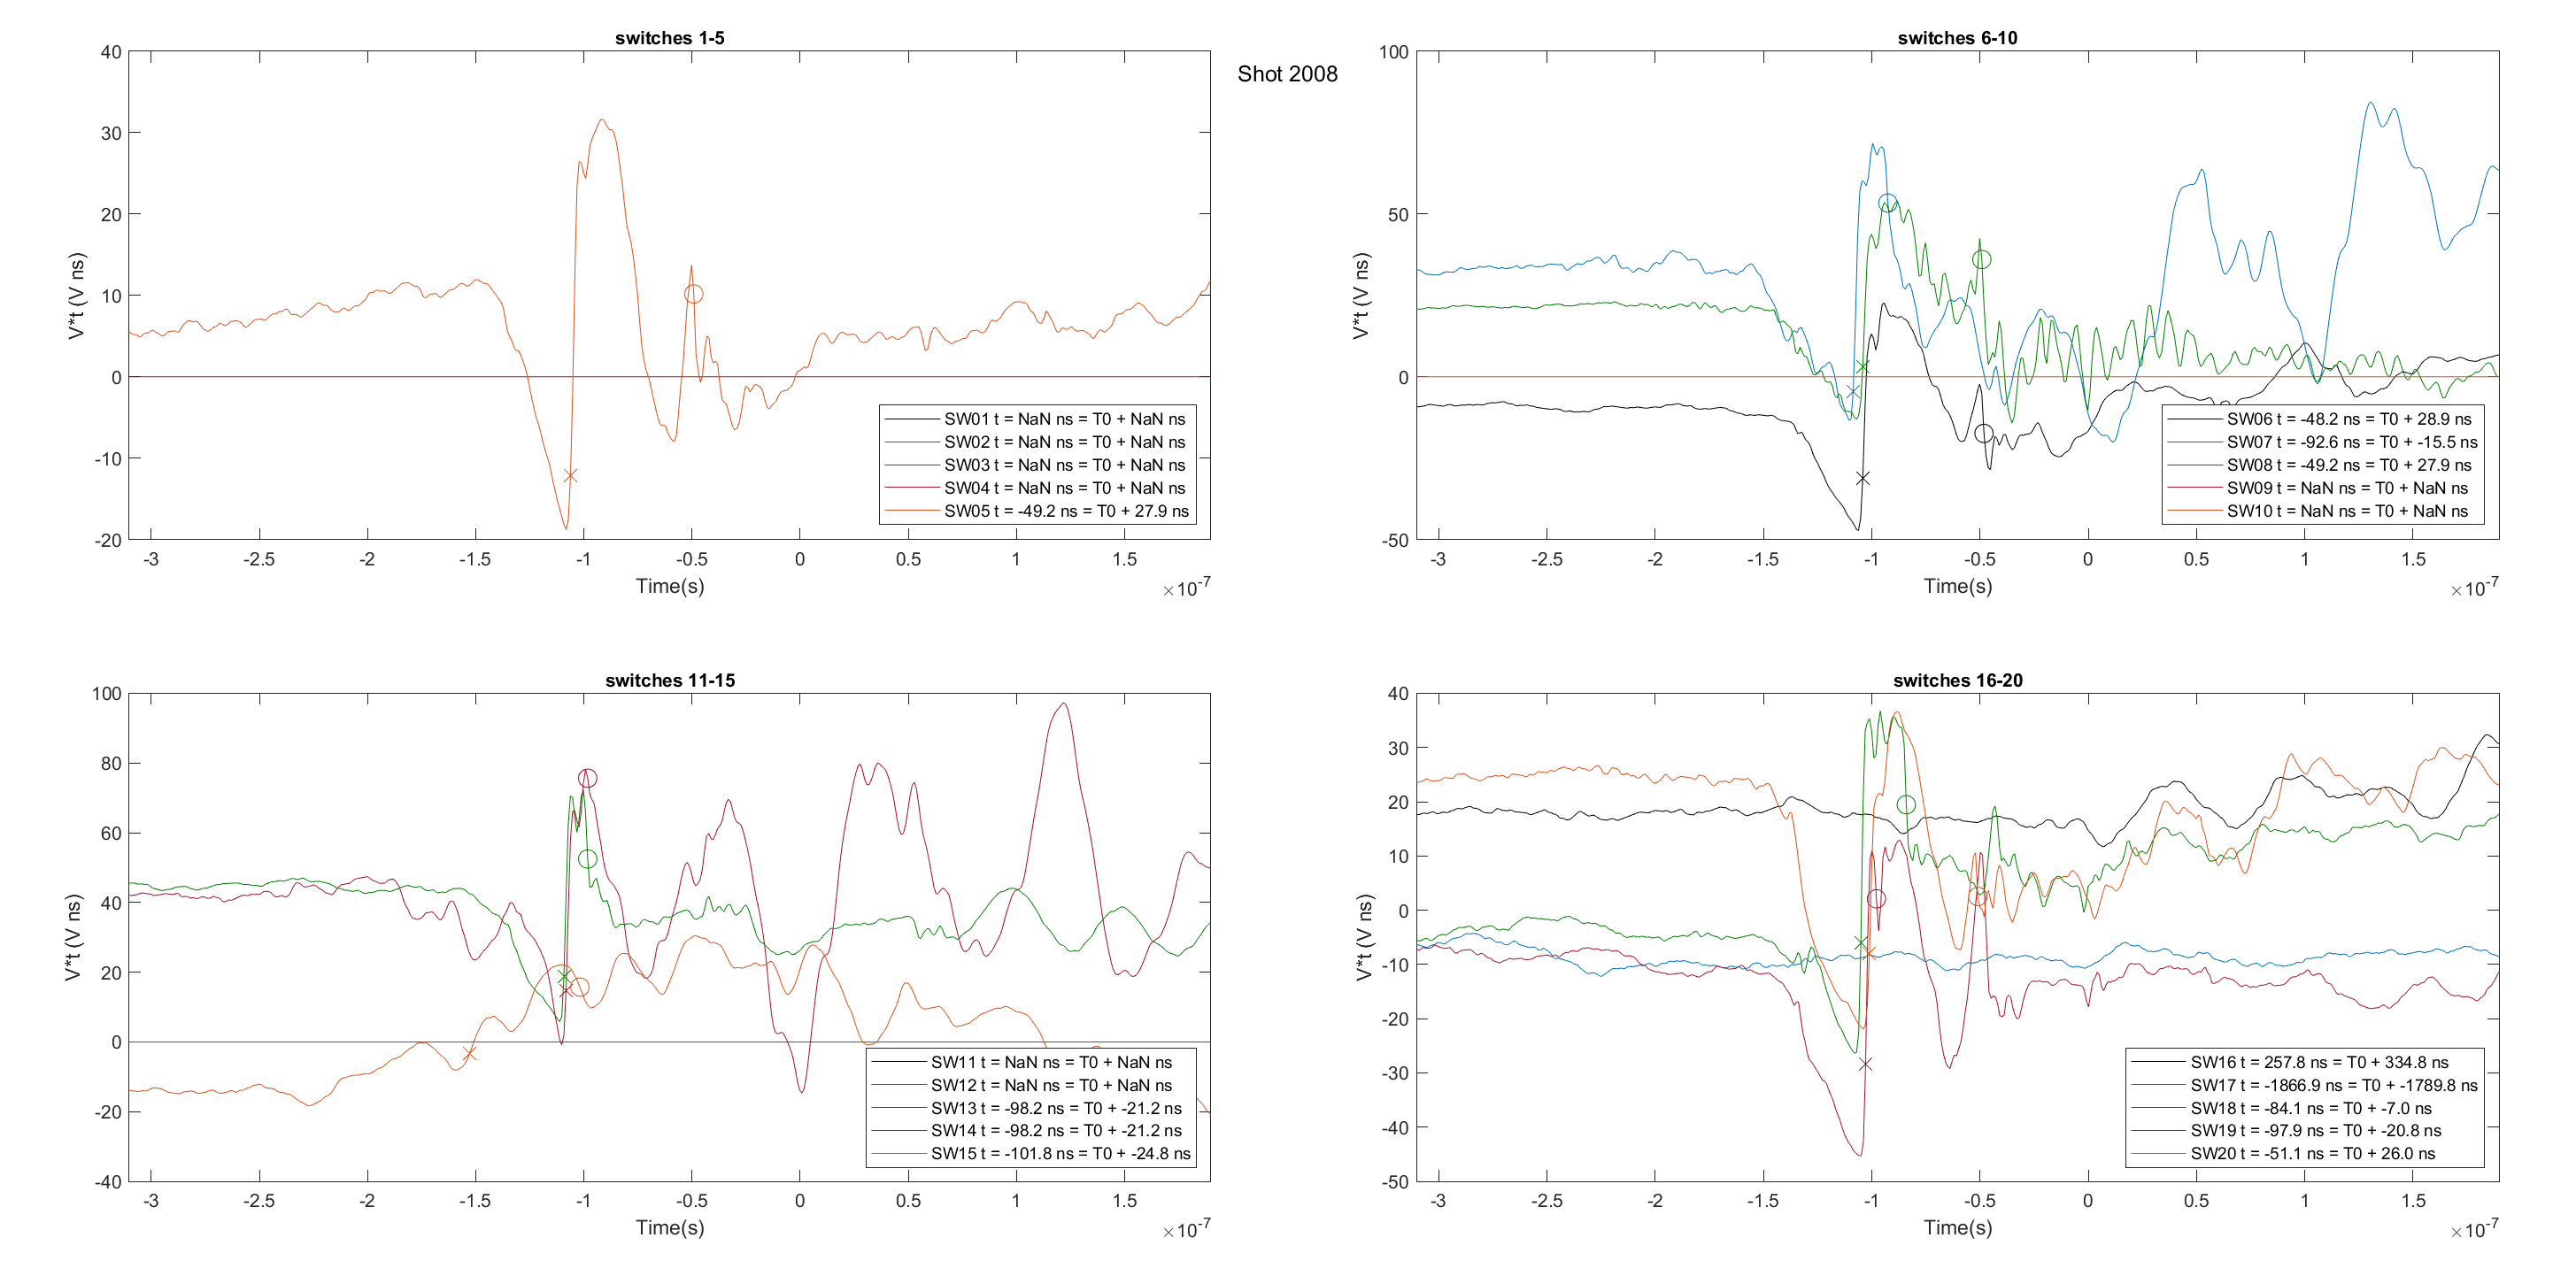 Shot 2008
switches 1-5
40
30
20
10
0
-10
-20
V*t (V ns)
-3 -2.5 -2 -1.5 -1 -0.5 0 0.5 1 1.5
Time(s)
×10-7
SW01 t = NaN ns = T0 + NaN ns
SW02 t = NaN ns = T0 + NaN ns
SW03 t = NaN ns = T0 + NaN ns
SW04 t = NaN ns = T0 + NaN ns
SW05 t = -49.2 ns = T0 + 27.9 ns
switches 6-10
100
50
0
-50
V*t (V ns)
-3 -2.5 -2 -1.5 -1 -0.5 0 0.5 1 1.5
Time(s)
×10-7
SW06 t = -48.2 ns = T0 + 28.9 ns
SW07 t = -92.6 ns = T0 + -15.5 ns
SW08 t = -49.2 ns = T0 + 27.9 ns
SW09 t = NaN ns = T0 + NaN ns
SW10 t = NaN ns = T0 + NaN ns
switches 11-15
100
80
60
40
20
0
-20
-40
V*t (V ns)
-3 -2.5 -2 -1.5 -1 -0.5 0 0.5 1 1.5
Time(s)
×10-7
SW11 t = NaN ns = T0 + NaN ns
SW12 t = NaN ns = T0 + NaN ns
SW13 t = -98.2 ns = T0 + -21.2 ns
SW14 t = -98.2 ns = T0 + -21.2 ns
SW15 t = -101.8 ns = T0 + -24.8 ns
switches 16-20
40
30
20
10
0
-10
-20
-30
-40
-50
V*t (V ns)
-3 -2.5 -2 -1.5 -1 -0.5 0 0.5 1 1.5
Time(s)
×10-7
SW16 t = 257.8 ns = T0 + 334.8 ns
SW17 t = -1866.9 ns = T0 + -1789.8 ns
SW18 t = -84.1 ns = T0 + -7.0 ns
SW19 t = -97.9 ns = T0 + -20.8 ns
SW20 t = -51.1 ns = T0 + 26.0 ns